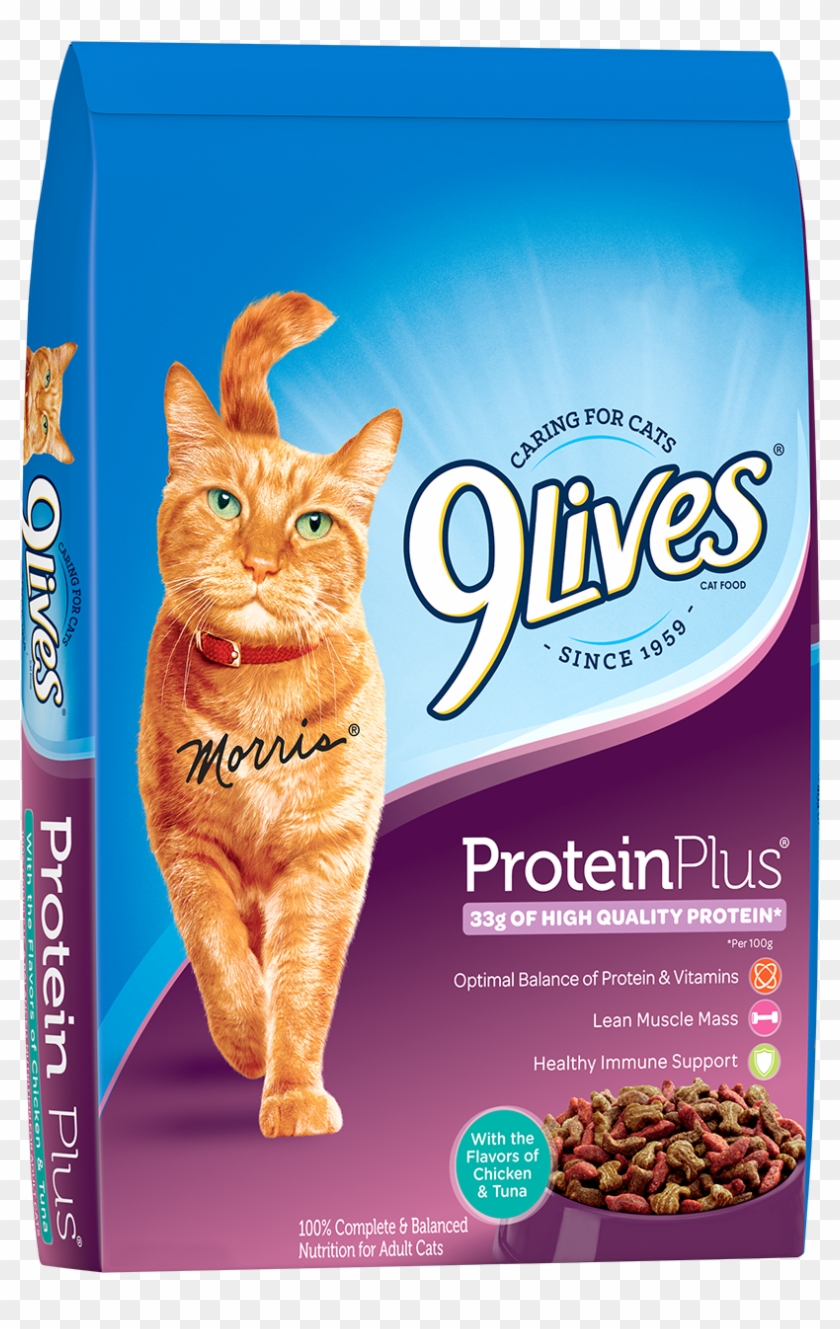 CARING FOR CATS
9Lives®
CAT FOOD
- SINCE 1959 -
Morris®
ProteinPlus®
33g OF HIGH QUALITY PROTEIN*
*Per 100g
Optimal Balance of Protein & Vitamins
Lean Muscle Mass
Healthy Immune Support
With the
Flavors of
Chicken
& Tuna
100% Complete & Balanced
Nutrition for Adult Cats
CARING FOR CATS
9Lives®
Protein Plus®
With the Flavors of Chicken & Tuna